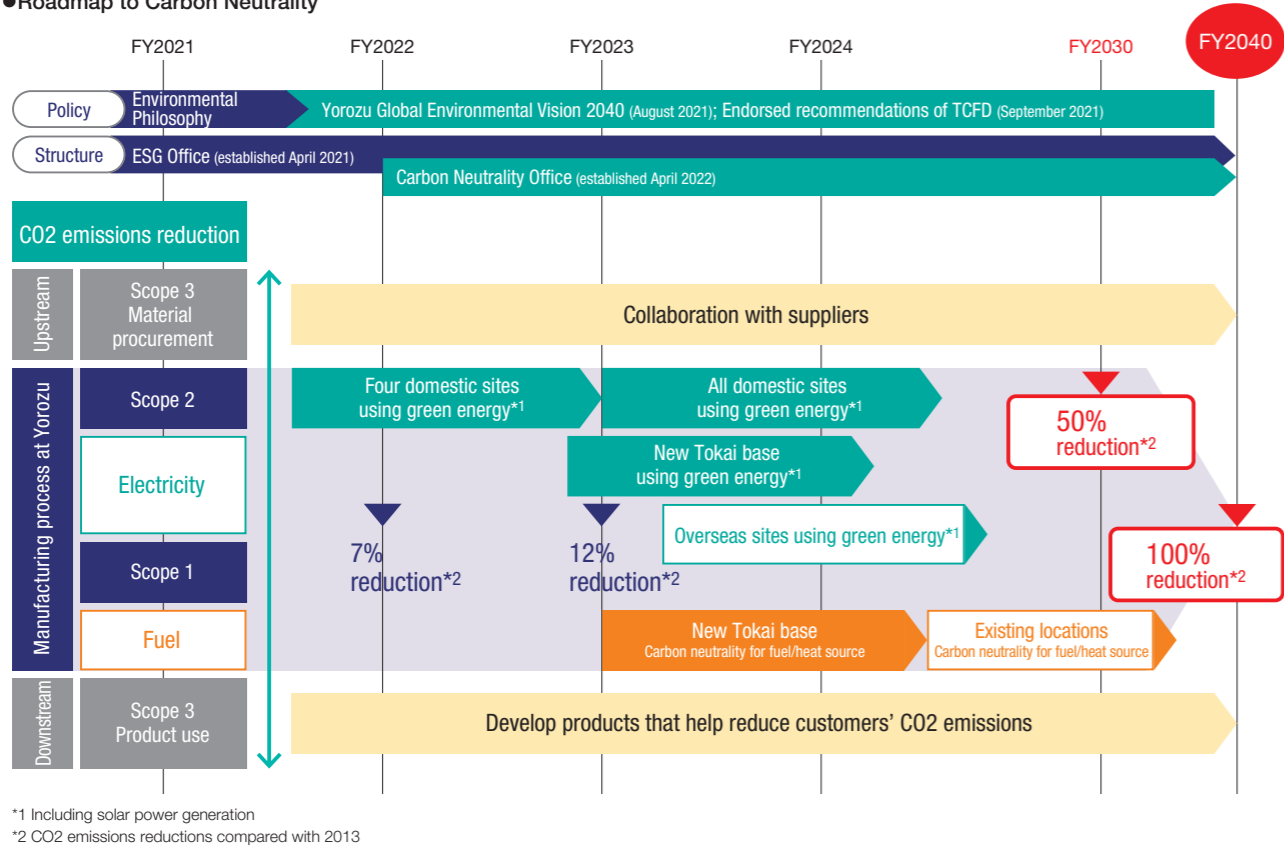 ●Roadmap to Carbon Neutrality
FY2021
FY2022
FY2023
FY2024
FY2030
FY2040
Policy
Environmental
Philosophy
Yorozu Global Environmental Vision 2040 (August 2021); Endorsed recommendations of TCFD (September 2021)
Structure
ESG Office (established April 2021)
Carbon Neutrality Office (established April 2022)
CO2 emissions reduction
Upstream
Scope 3
Material
procurement
Collaboration with suppliers
Manufacturing process at Yorozu
Scope 2
Four domestic sites
using green energy*1
All domestic sites
using green energy*1
50%
reduction*2
Electricity
New Tokai base
using green energy*1
Overseas sites using green energy*1
7%
reduction*2
12%
reduction*2
100%
reduction*2
Scope 1
Fuel
New Tokai base
Carbon neutrality for fuel/heat source
Existing locations
Carbon neutrality for fuel/heat source
Downstream
Scope 3
Product use
Develop products that help reduce customers’ CO2 emissions
*1 Including solar power generation
*2 CO2 emissions reductions compared with 2013